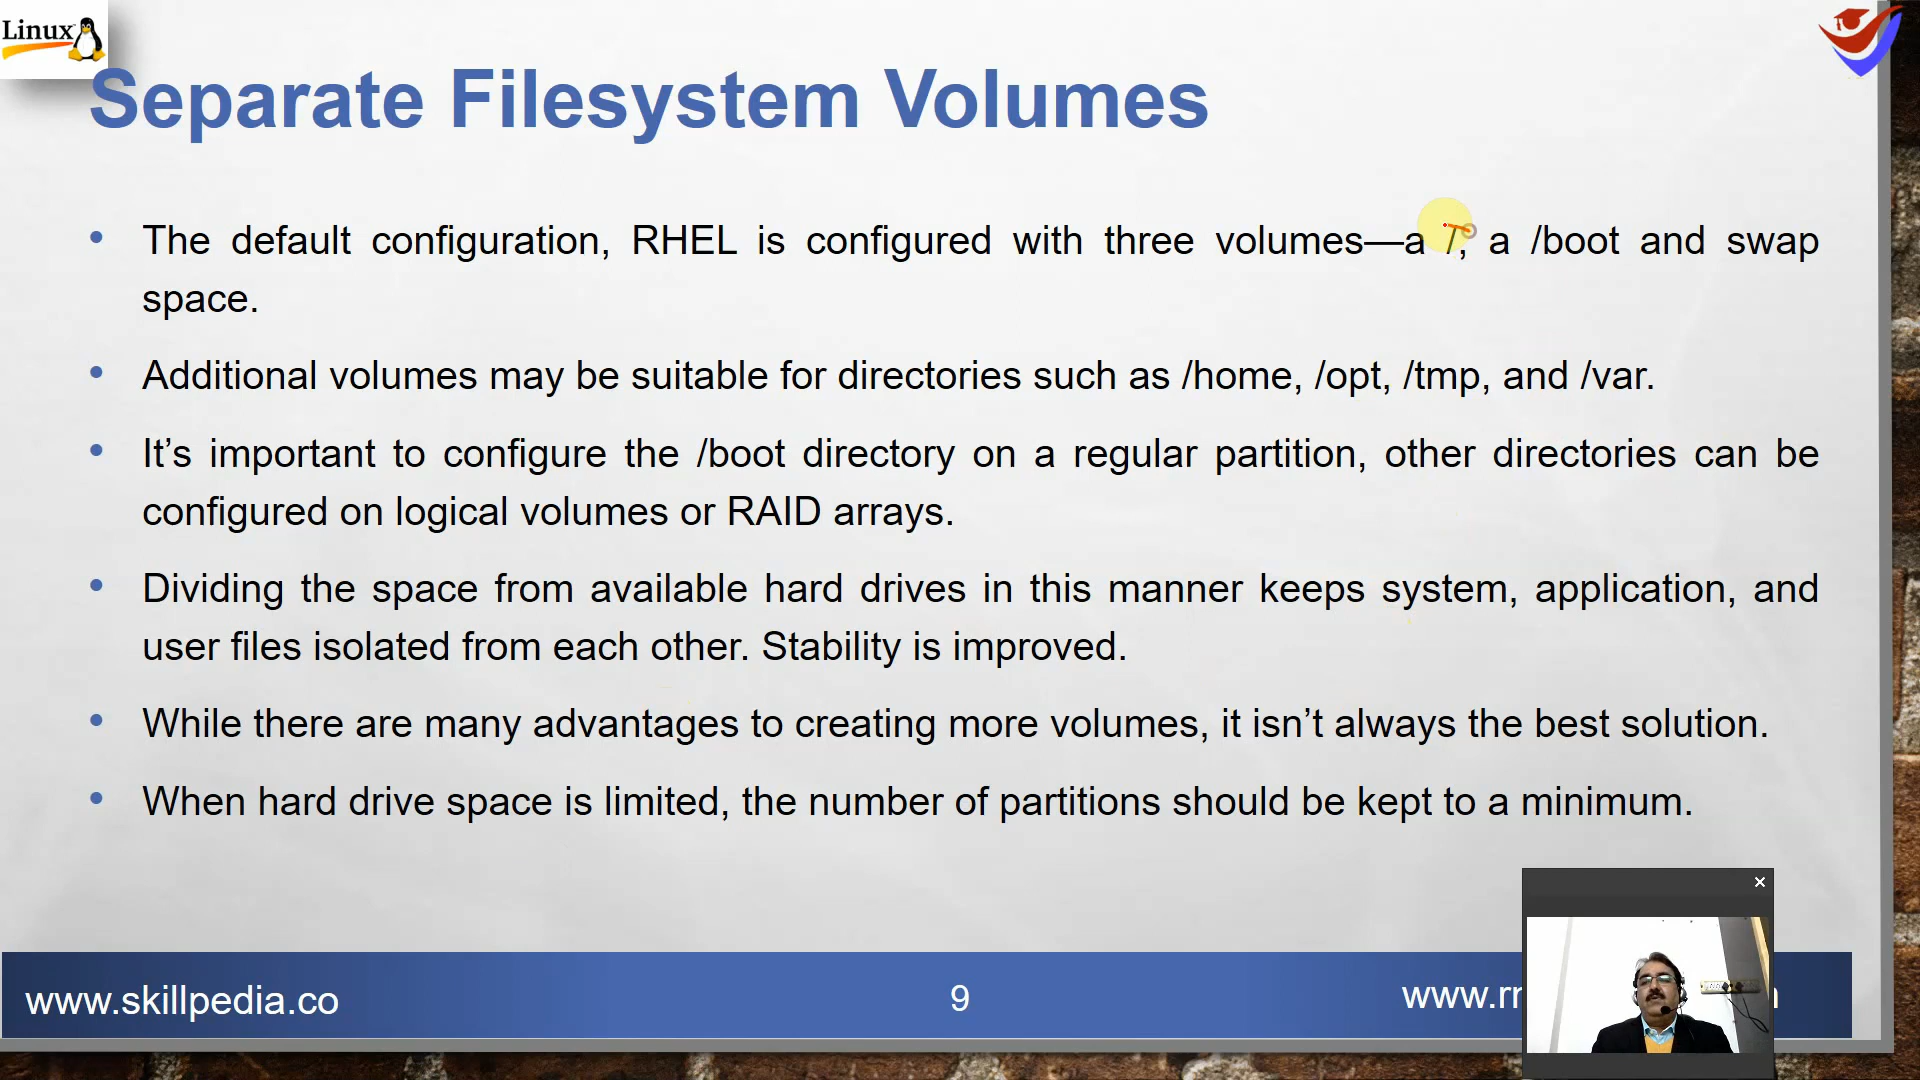 Linux
Separate Filesystem Volumes
• The default configuration, RHEL is configured with three volumes—a /, a /boot and swap
space.
• Additional volumes may be suitable for directories such as /home, /opt, /tmp, and /var.
• It’s important to configure the /boot directory on a regular partition, other directories can be
configured on logical volumes or RAID arrays.
• Dividing the space from available hard drives in this manner keeps system, application, and
user files isolated from each other. Stability is improved.
• While there are many advantages to creating more volumes, it isn’t always the best solution.
• When hard drive space is limited, the number of partitions should be kept to a minimum.
www.skillpedia.co
9